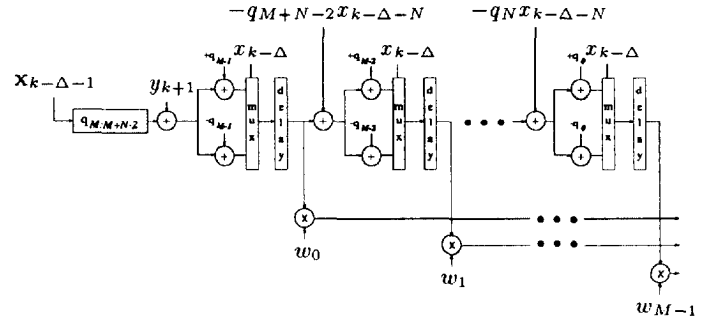 −q_{M+N−2}x_{k−Δ−N} −q_N x_{k−Δ−N}
+q_{M-1} x_{k−Δ} +q_{M-2} x_{k−Δ} +q_0 x_{k−Δ}
x_{k−Δ−1} y_{k+1}
q_{M:M+N-2} + + + + + + +
-q_{M-1} -q_{M-2} -q_0
+ + +
mux delay mux delay mux delay
x x x
w_0 w_1 w_{M−1}